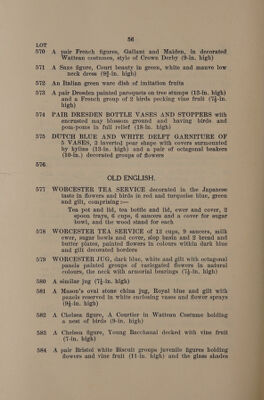 56
LOT
570 A pair French figures, Gallant and Maiden, in decorated
Watteau costumes, style of Crown Derby (9-in. high)
571 A Saxe figure, Court beauty in green, white and mauve low
neck dress (9½-in. high)
572 An Italian green ware dish of imitation fruits
573 A pair Dresden painted paroquets on tree stumps (13-in. high)
and a French group of 2 birds pecking vine fruit (7½-in.
high)
574 PAIR DRESDEN BOTTLE VASES AND STOPPERS with
encrusted may blossom ground and having birds and
pom-poms in full relief (18-in. high)
575 DUTCH BLUE AND WHITE DELFT GARNITURE OF
5 VASES, 3 inverted pear shape with covers surmounted
by kylins (13-in. high) and a pair of octagonal beakers
(10-in.) decorated groups of flowers
576
OLD ENGLISH.
577 WORCESTER TEA SERVICE decorated in the Japanese
taste in flowers and birds in red and turquoise blue, green
and gilt, comprising :—
Tea pot and lid, tea bottle and lid, ewer and cover, 2
spoon trays, 6 cups, 6 saucers and a cover for sugar
bowl, and the wood stand for each
578 WORCESTER TEA SERVICE of 12 cups, 9 saucers, milk
ewer, sugar bowls and cover, slop basin and 2 bread and
butter plates, painted flowers in colours within dark blue
and gilt decorated borders
579 WORCESTER JUG, dark blue, white and gilt with octagonal
panels painted groups of variegated flowers in natural
colours, the neck with armorial bearings (7½-in. high)
580 A similar jug (7½-in. high)
581 A Mason's oval stone china jug, Royal blue and gilt with
panels reserved in white enclosing vases and flower sprays
(9½-in. high)
582 A Chelsea figure, A Courtier in Watteau Costume holding
a nest of birds (9-in. high)
583 A Chelsea figure, Young Bacchanal decked with vine fruit
(7-in. high)
584 A pair Bristol white Biscuit groups juvenile figures holding
flowers and vine fruit (11-in. high) and the glass shades